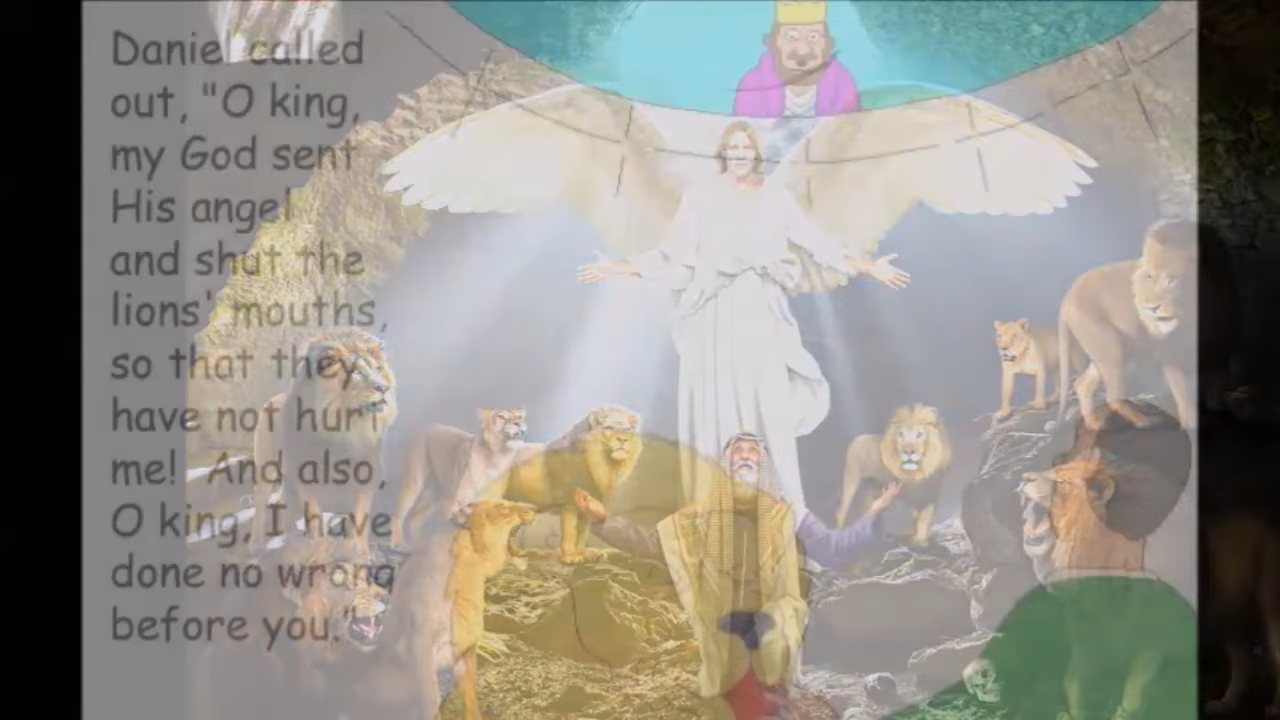 Daniel called
out, "O king,
my God sent
His angel
and shut the
lions' mouths,
so that they
have not hurt
me! And also,
O king, I have
done no wrong
before you."